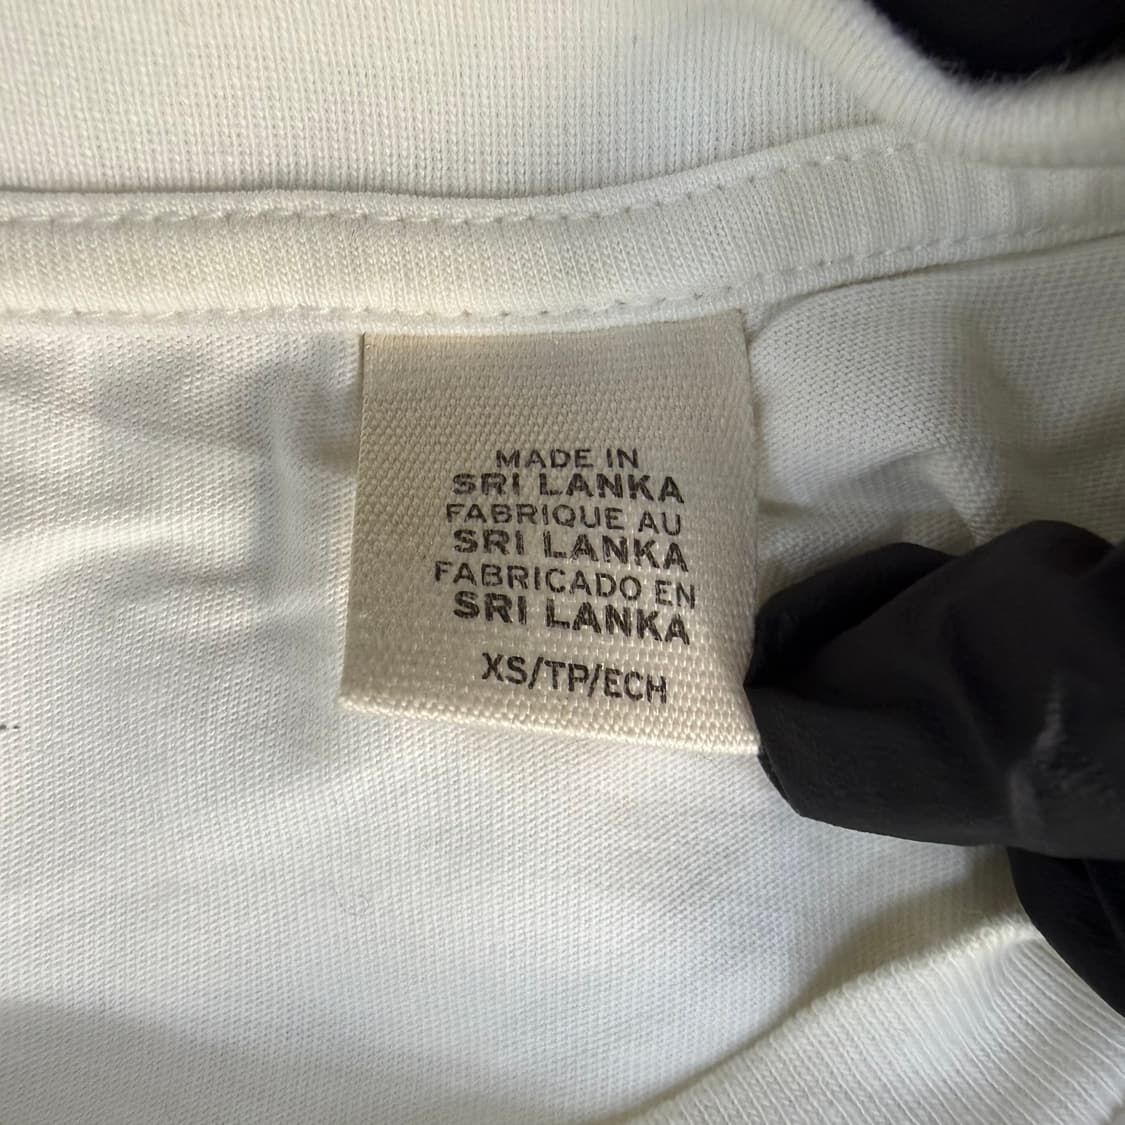 MADE IN
SRI LANKA
FABRIQUE AU
SRI LANKA
FABRICADO EN
SRI LANKA
XS/TP/ECH